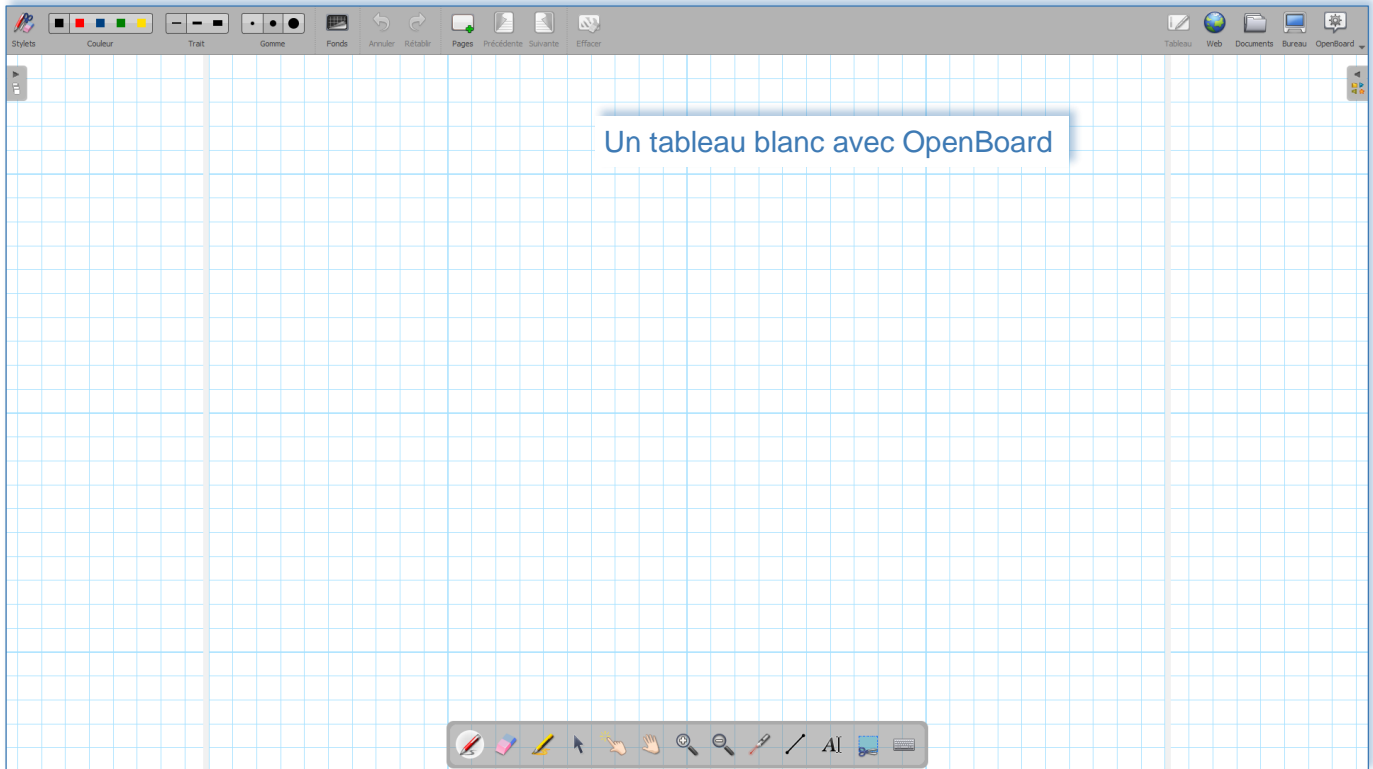 Stylets Couleur Trait Gomme Fonds Annuler Rétablir Pages Précédente Suivante Effacer Tableau Web Documents Bureau OpenBoard
Un tableau blanc avec OpenBoard
AI